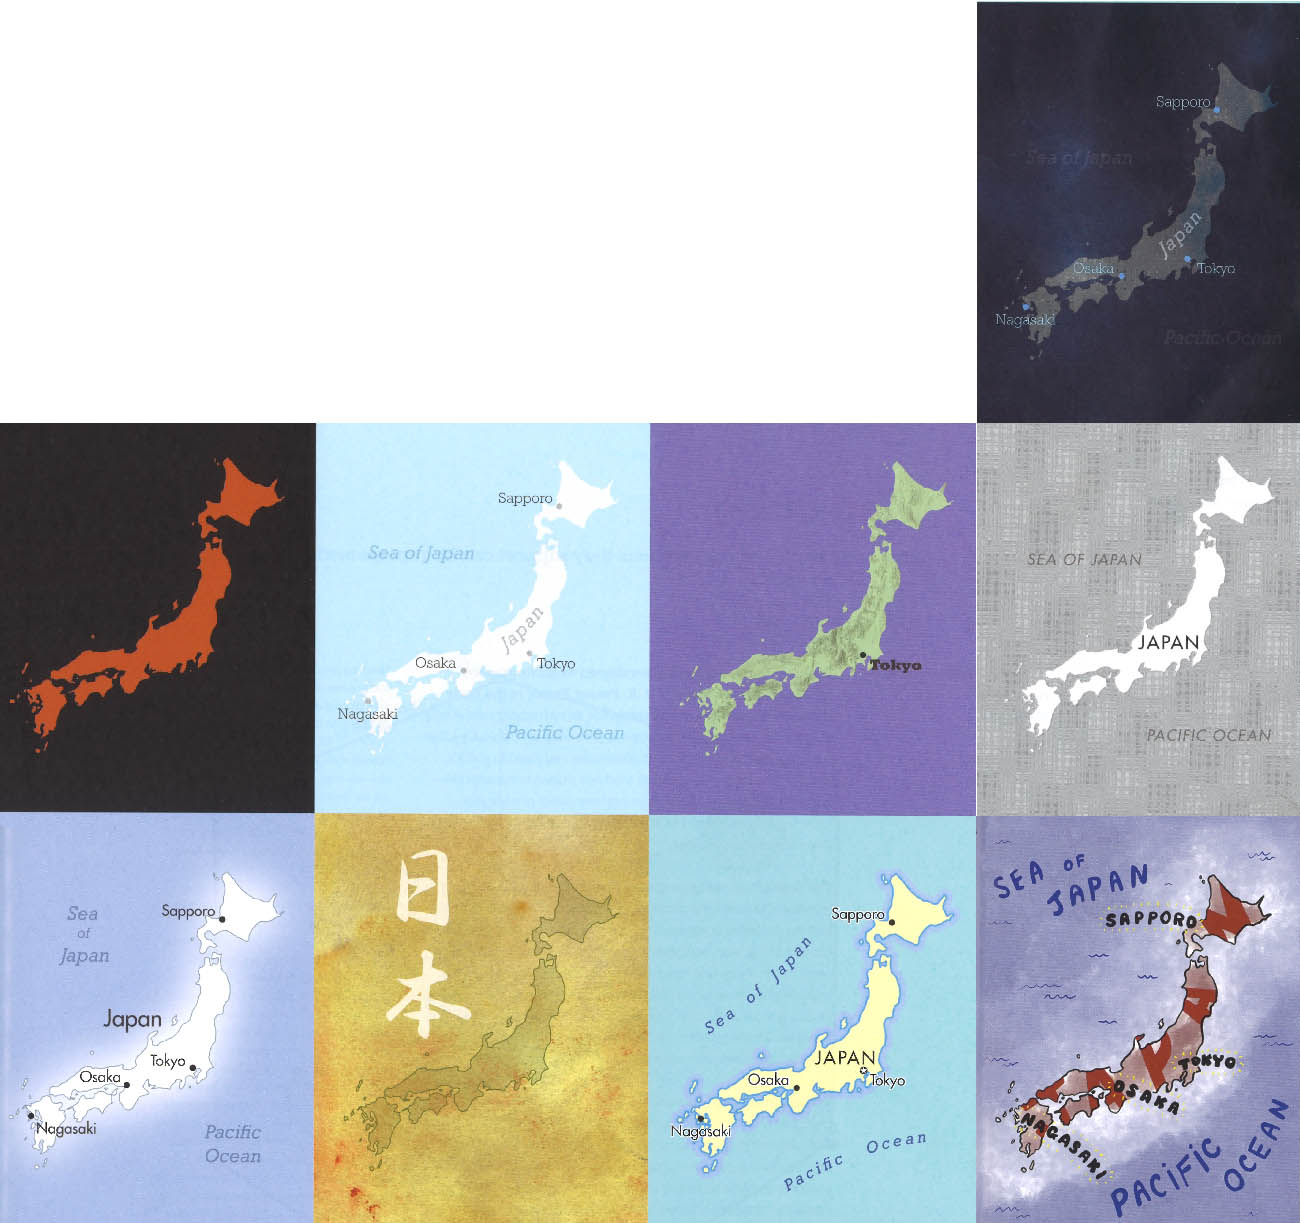 Sapporo
Sea of Japan
Japan
Osaka
Tokyo
Nagasaki
Pacific Ocean
Sapporo
Sea of Japan
Japan
Osaka
Tokyo
Nagasaki
Pacific Ocean
Tokyo
SEA OF JAPAN
JAPAN
PACIFIC OCEAN
Sapporo
Sea
of
Japan
Japan
Tokyo
Osaka
Nagasaki
Pacific
Ocean
日
本
Sapporo
Sea of Japan
JAPAN
Osaka
Tokyo
Nagasaki
Pacific Ocean
SEA OF
JAPAN
SAPPORO
JAPAN
TOKYO
OSAKA
NAGASAKI
PACIFIC
OCEAN